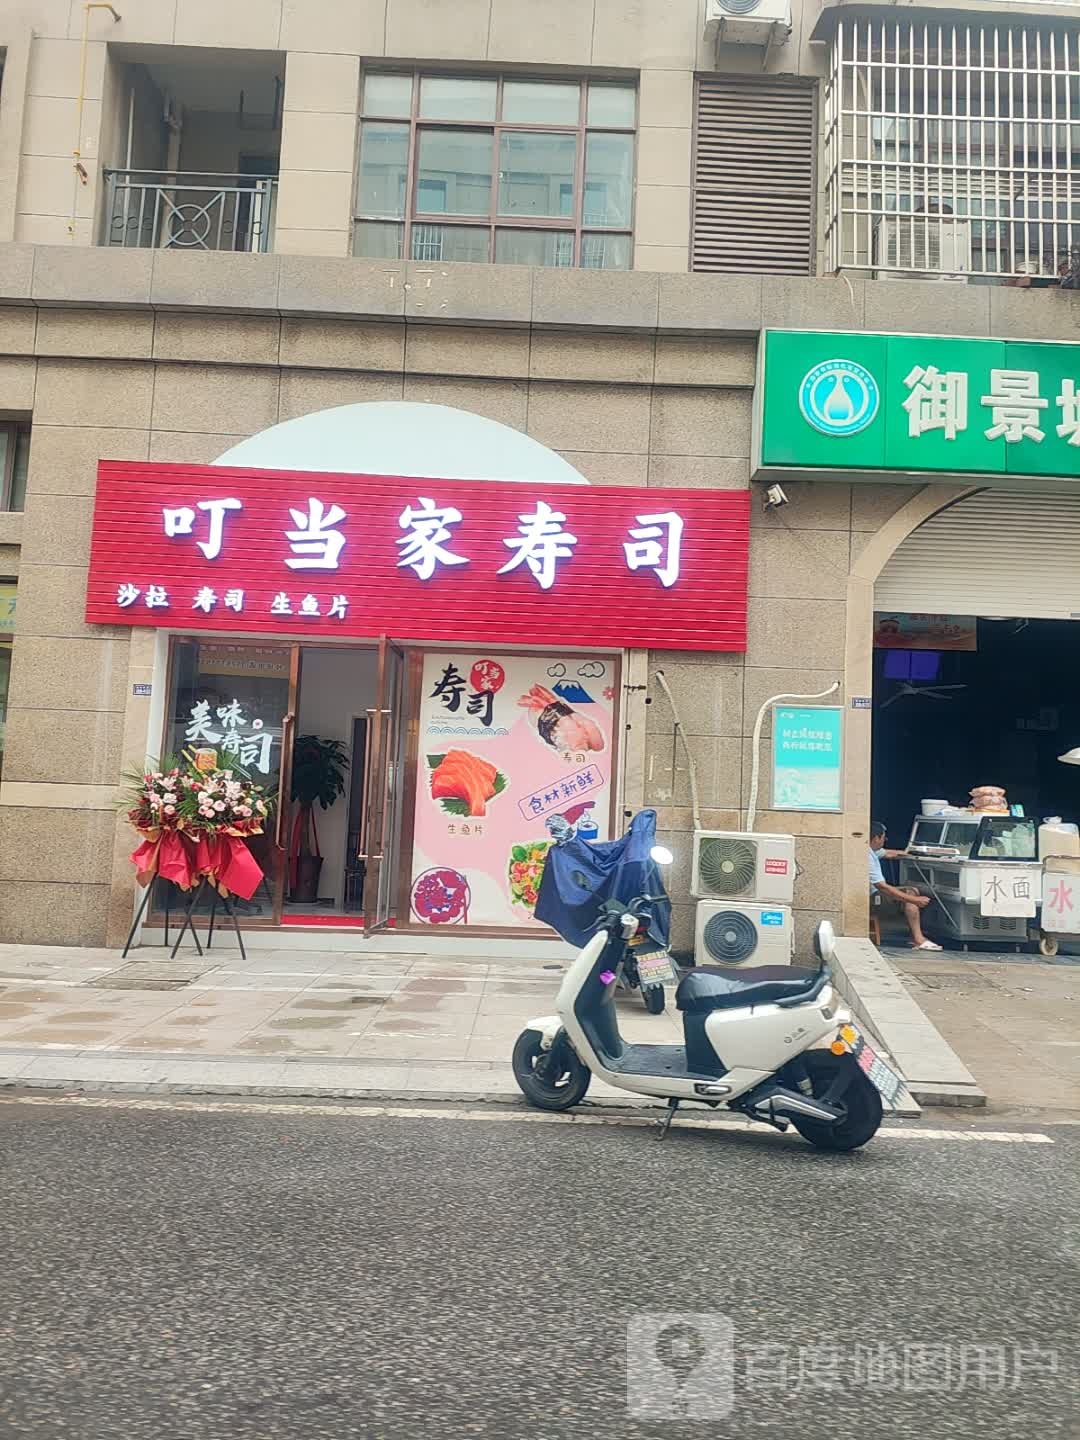 御景
叮当家寿司
沙拉 寿司 生鱼片
美味
寿司
叮当家
寿司
寿司
食材新鲜
生鱼片
水面
水
Midea
百度地图用户